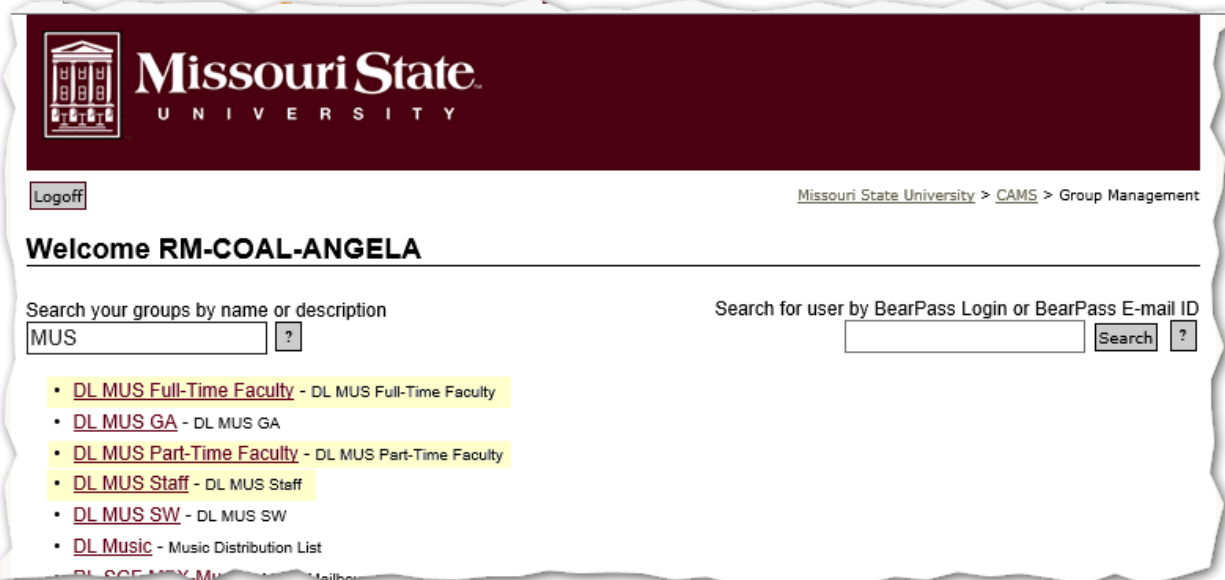 Missouri State™
UNIVERSITY
Logoff
Missouri State University > CAMS > Group Management
Welcome RM-COAL-ANGELA
Search your groups by name or description
MUS ?
Search for user by BearPass Login or BearPass E-mail ID
Search ?
• DL MUS Full-Time Faculty - DL MUS Full-Time Faculty
• DL MUS GA - DL MUS GA
• DL MUS Part-Time Faculty - DL MUS Part-Time Faculty
• DL MUS Staff - DL MUS Staff
• DL MUS SW - DL MUS SW
• DL Music - Music Distribution List